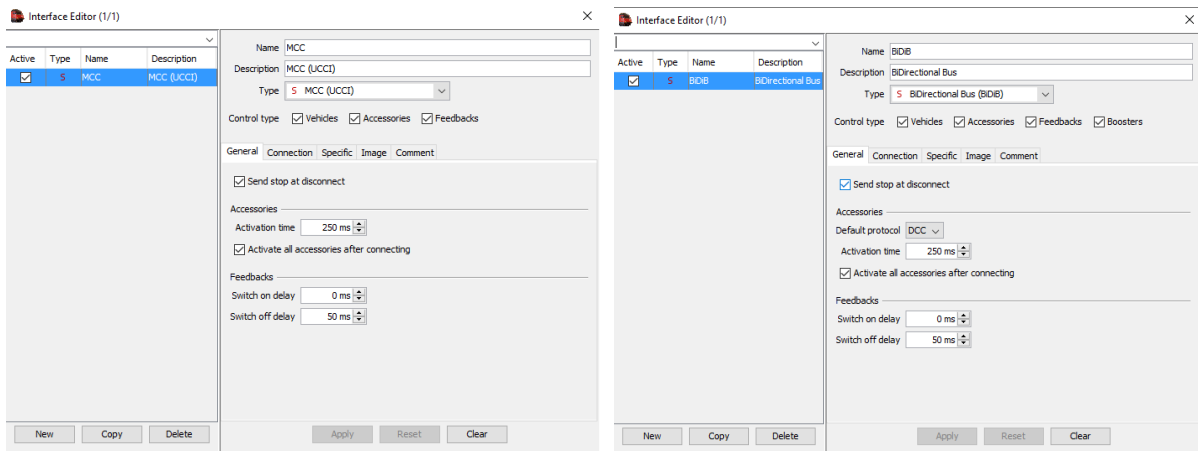 Interface Editor (1/1)
Active Type Name Description
S MCC MCC (UCCI)
Name MCC
Description MCC (UCCI)
Type S MCC (UCCI)
Control type Vehicles Accessories Feedbacks
General Connection Specific Image Comment
Send stop at disconnect
Accessories
Activation time 250 ms
Activate all accessories after connecting
Feedbacks
Switch on delay 0 ms
Switch off delay 50 ms
New Copy Delete
Apply Reset Clear
Interface Editor (1/1)
Active Type Name Description
S BiDiB BiDirectional Bus
Name BiDiB
Description BiDirectional Bus
Type S BiDirectional Bus (BiDiB)
Control type Vehicles Accessories Feedbacks Boosters
General Connection Specific Image Comment
Send stop at disconnect
Accessories
Default protocol DCC
Activation time 250 ms
Activate all accessories after connecting
Feedbacks
Switch on delay 0 ms
Switch off delay 50 ms
New Copy Delete
Apply Reset Clear